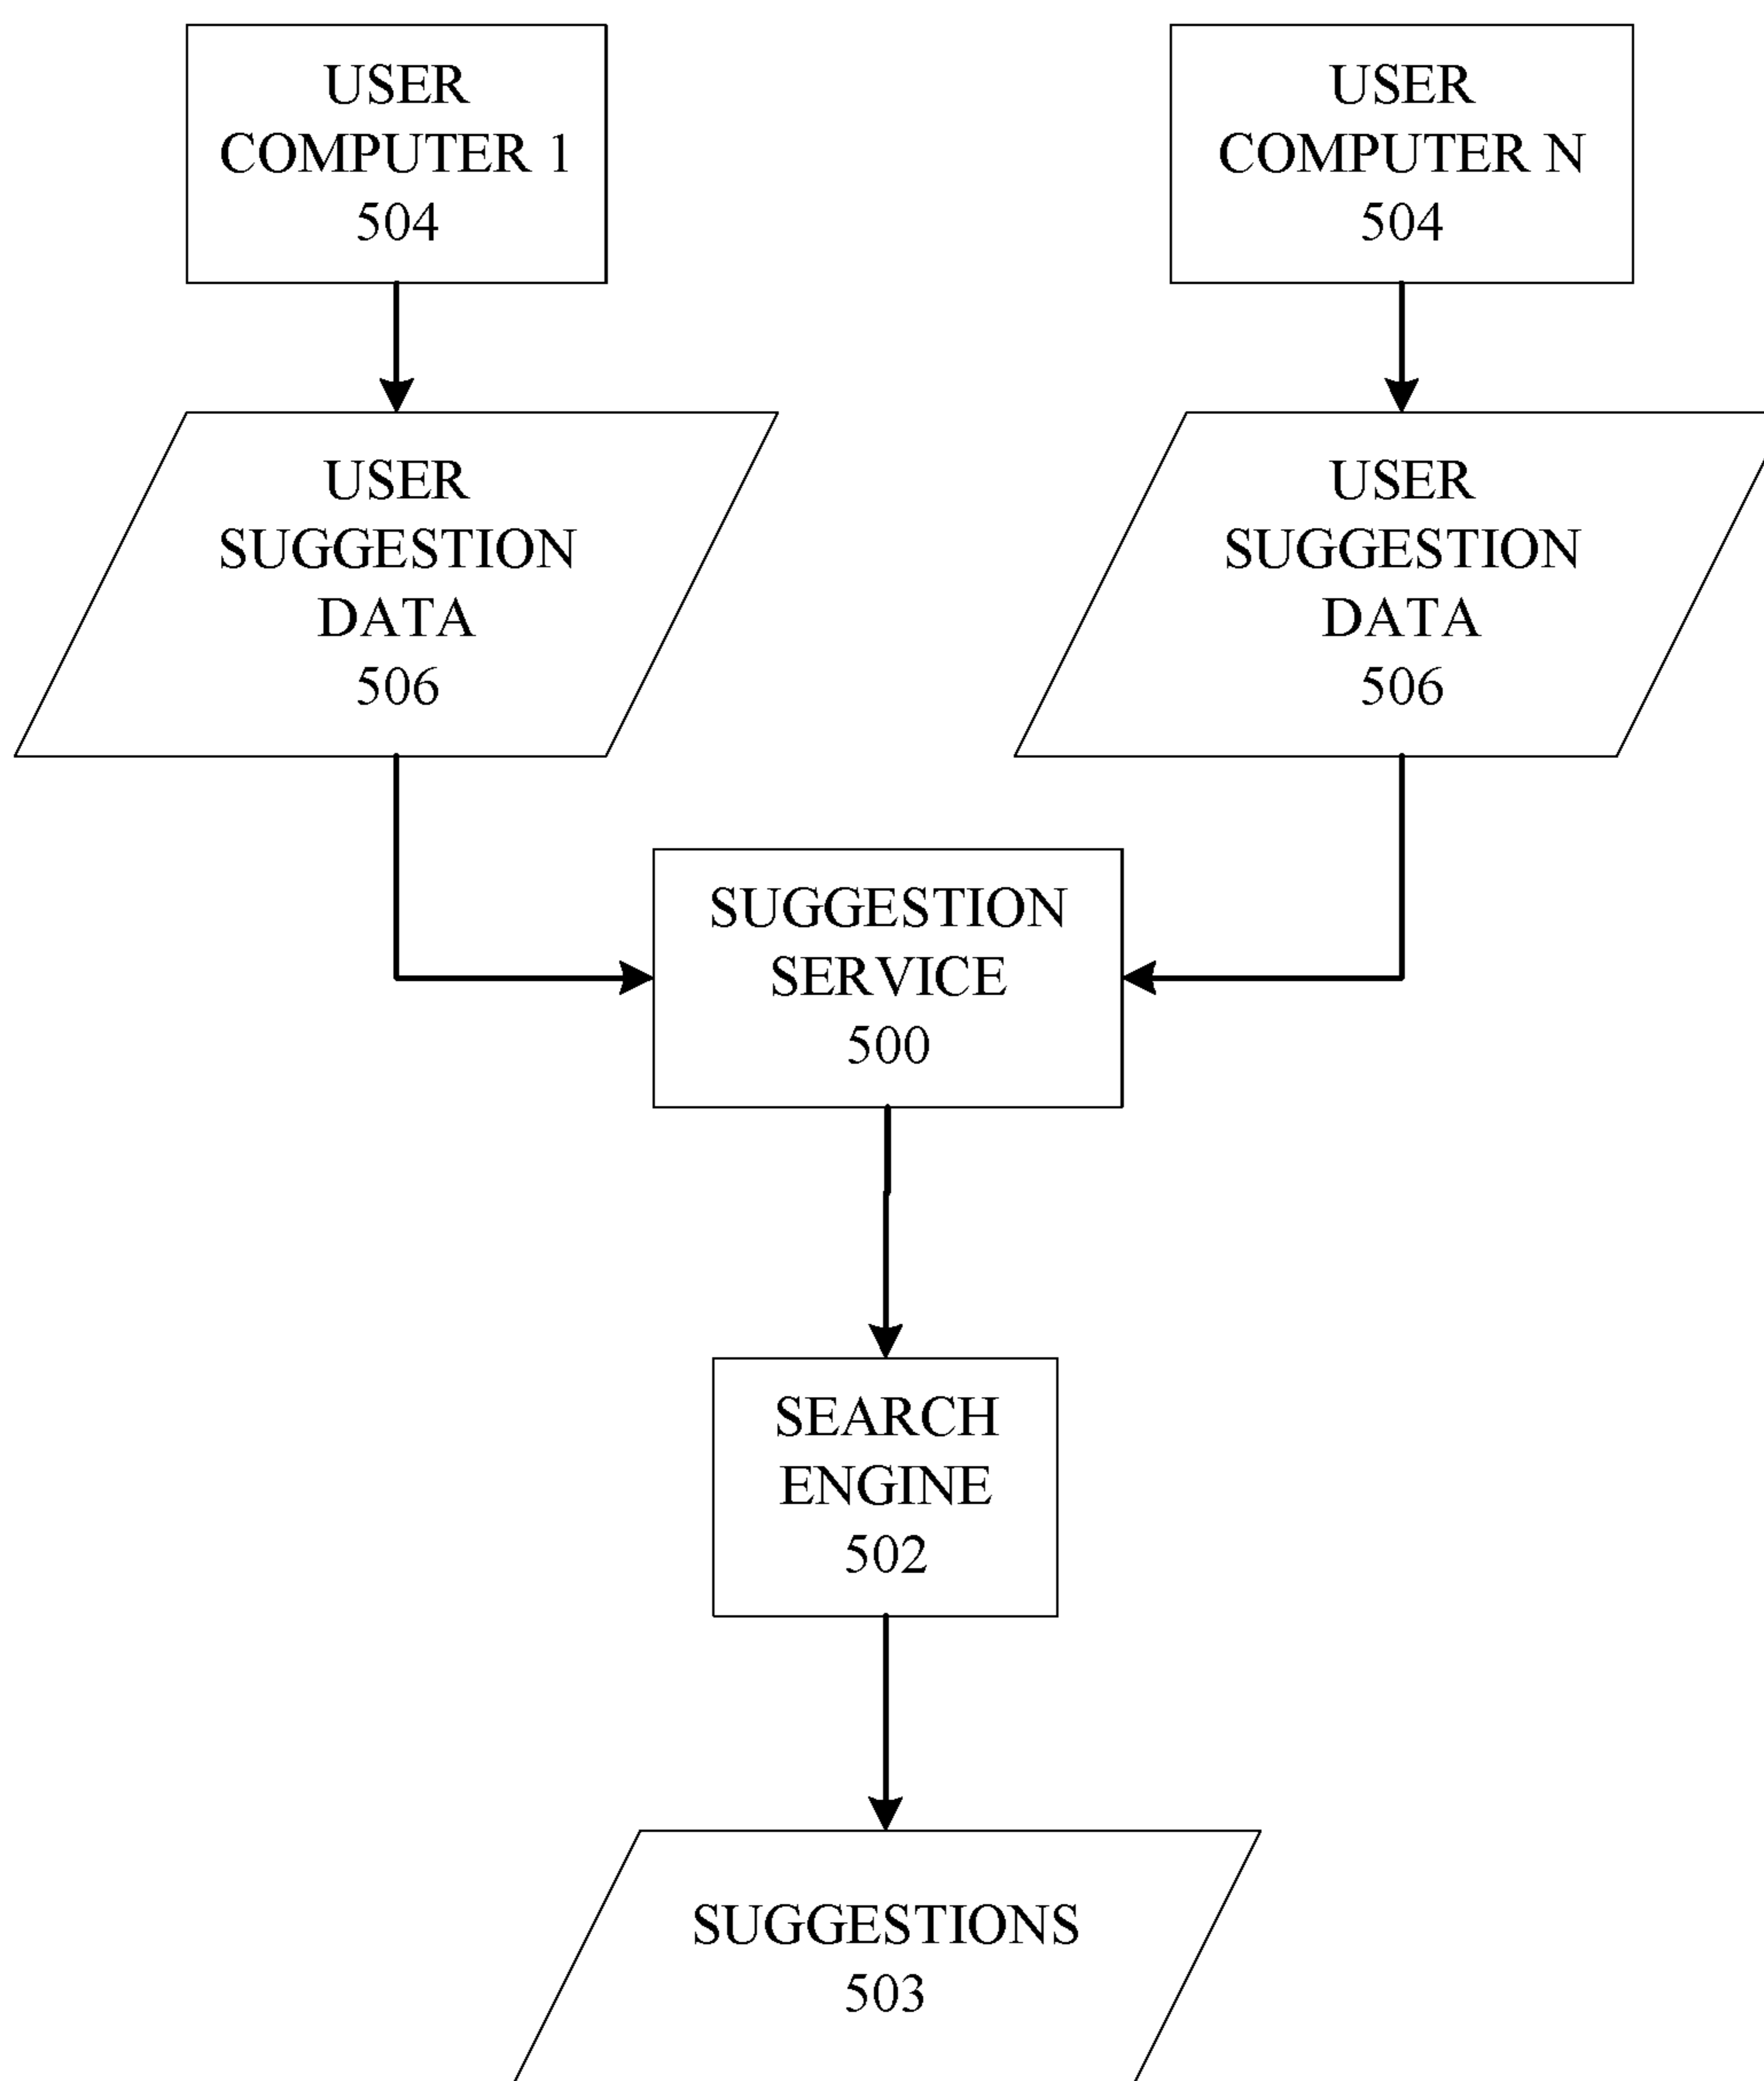 USER
COMPUTER 1
504
USER
COMPUTER N
504
USER
SUGGESTION
DATA
506
USER
SUGGESTION
DATA
506
SUGGESTION
SERVICE
500
SEARCH
ENGINE
502
SUGGESTIONS
503